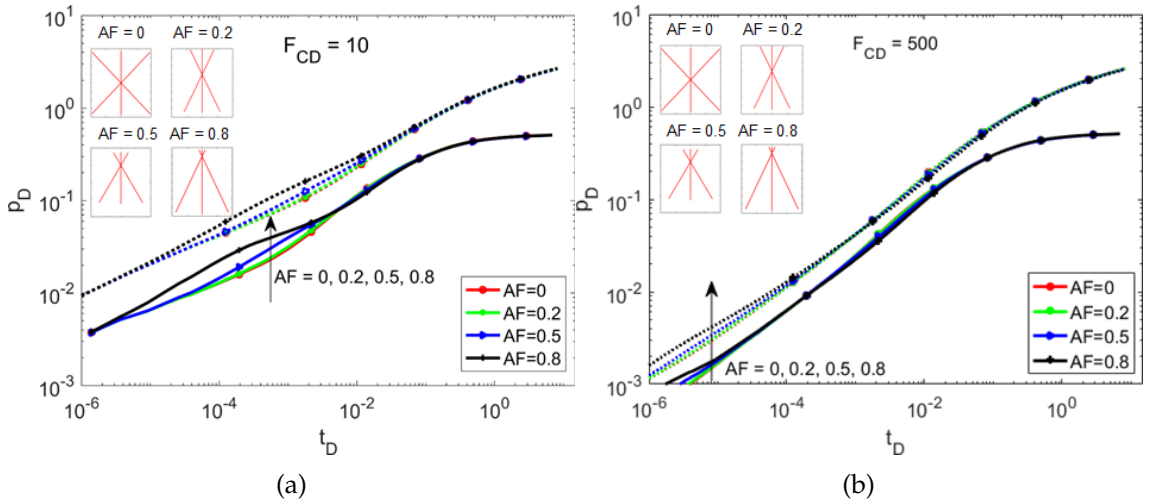 AF = 0 AF = 0.2
F_CD = 10
AF = 0.5 AF = 0.8
AF = 0, 0.2, 0.5, 0.8
AF=0
AF=0.2
AF=0.5
AF=0.8
10^1
10^0
10^-1
10^-2
10^-3
p_D
10^-6 10^-4 10^-2 10^0
t_D
(a)
AF = 0 AF = 0.2
F_CD = 500
AF = 0.5 AF = 0.8
AF = 0, 0.2, 0.5, 0.8
AF=0
AF=0.2
AF=0.5
AF=0.8
10^1
10^0
10^-1
10^-2
10^-3
p_D
10^-6 10^-4 10^-2 10^0
t_D
(b)